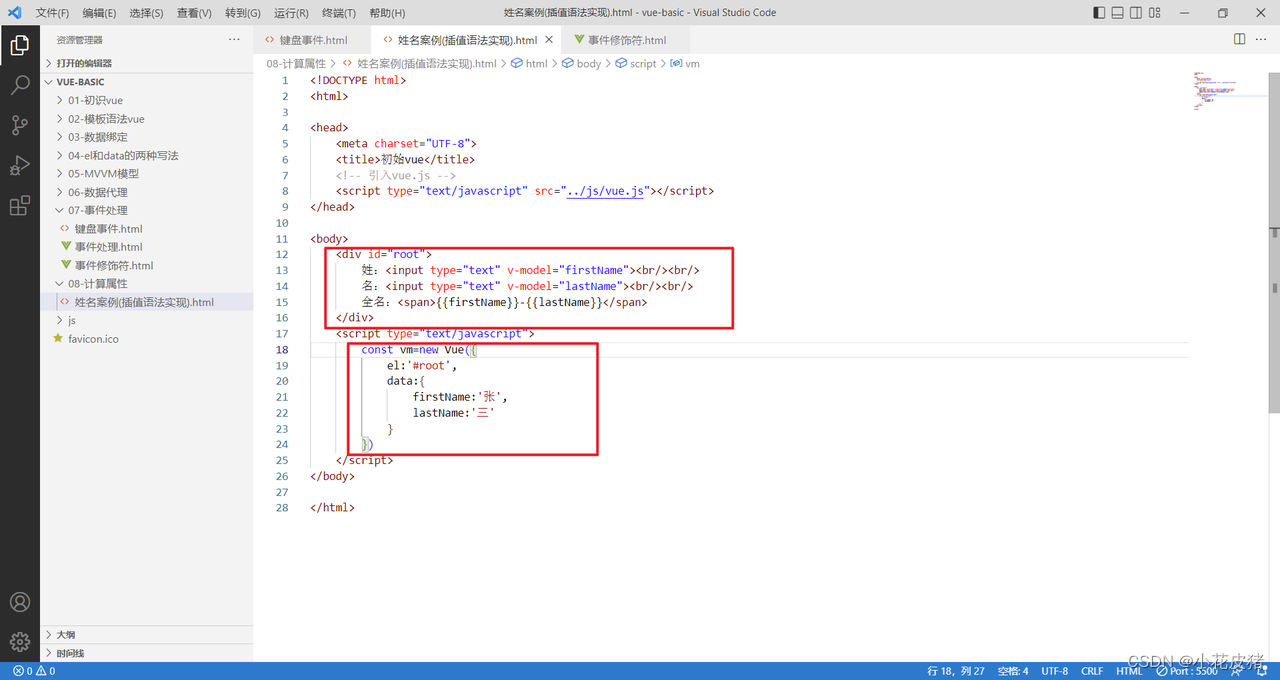 文件(F) 编辑(E) 选择(S) 查看(V) 转到(G) 运行(R) 终端(T) 帮助(H) 姓名案例(插值语法实现).html - vue-basic - Visual Studio Code
资源管理器 ···
打开的编辑器
VUE-BASIC
01-初识vue
02-模板语法vue
03-数据绑定
04-el和data的两种写法
05-MVVM模型
06-数据代理
07-事件处理
键盘事件.html
事件处理.html
事件修饰符.html
08-计算属性
姓名案例(插值语法实现).html
js
favicon.ico
大纲
时间线
键盘事件.html 姓名案例(插值语法实现).html 事件修饰符.html
08-计算属性 > 姓名案例(插值语法实现).html > html > body > script > vm
1 <!DOCTYPE html>
2 <html>
3
4 <head>
5 <meta charset="UTF-8">
6 <title>初始vue</title>
7 <!-- 引入vue.js -->
8 <script type="text/javascript" src="../js/vue.js"></script>
9 </head>
10
11 <body>
12 <div id="root">
13 姓：<input type="text" v-model="firstName"><br/><br/>
14 名：<input type="text" v-model="lastName"><br/><br/>
15 全名：<span>{{firstName}}-{{lastName}}</span>
16 </div>
17 <script type="text/javascript">
18 const vm=new Vue({
19 el:'#root',
20 data:{
21 firstName:'张',
22 lastName:'三'
23 }
24 })
25 </script>
26 </body>
27
28 </html>
0 0 行 18，列 27 空格: 4 UTF-8 CRLF HTML Port : 5500
CSDN @小花皮猪